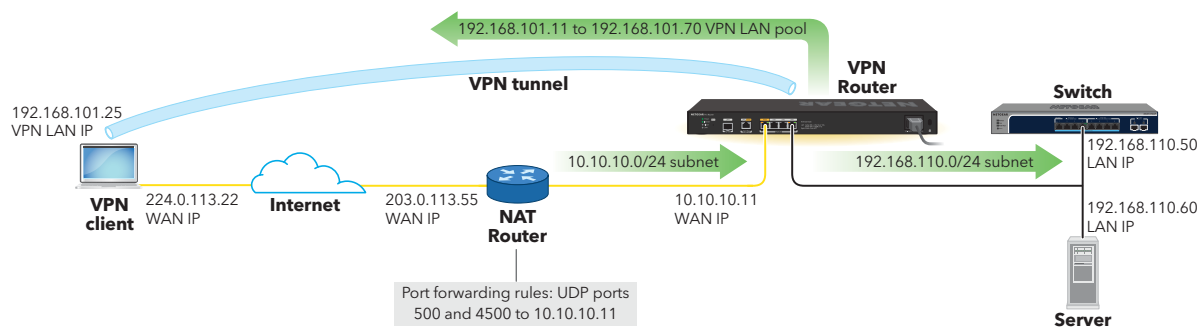 192.168.101.11 to 192.168.101.70 VPN LAN pool
VPN tunnel
VPN
Router
Switch
NETGEAR
192.168.101.25
VPN LAN IP
10.10.10.0/24 subnet
192.168.110.0/24 subnet
192.168.110.50
LAN IP
VPN
client
224.0.113.22
WAN IP
Internet
203.0.113.55
WAN IP
NAT
Router
10.10.10.11
WAN IP
192.168.110.60
LAN IP
Port forwarding rules: UDP ports
500 and 4500 to 10.10.10.11
Server